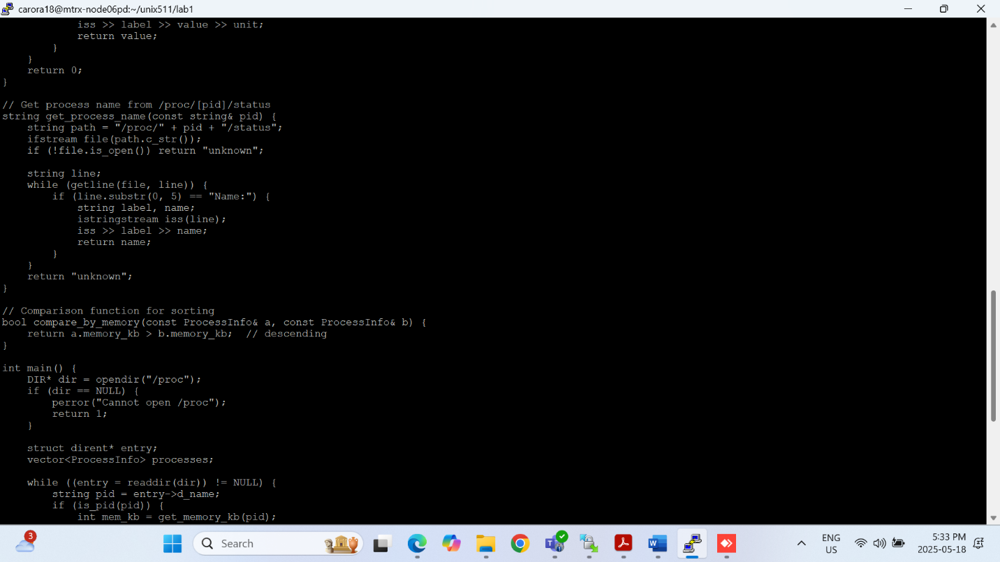 carora18@mtrx-node06pd:~/unix511/lab1
            iss >> label >> value >> unit;
            return value;
        }
    }
    return 0;
}

// Get process name from /proc/[pid]/status
string get_process_name(const string& pid) {
    string path = "/proc/" + pid + "/status";
    ifstream file(path.c_str());
    if (!file.is_open()) return "unknown";

    string line;
    while (getline(file, line)) {
        if (line.substr(0, 5) == "Name:") {
            string label, name;
            istringstream iss(line);
            iss >> label >> name;
            return name;
        }
    }
    return "unknown";
}

// Comparison function for sorting
bool compare_by_memory(const ProcessInfo& a, const ProcessInfo& b) {
    return a.memory_kb > b.memory_kb;  // descending
}

int main() {
    DIR* dir = opendir("/proc");
    if (dir == NULL) {
        perror("Cannot open /proc");
        return 1;
    }

    struct dirent* entry;
    vector<ProcessInfo> processes;

    while ((entry = readdir(dir)) != NULL) {
        string pid = entry->d_name;
        if (is_pid(pid)) {
            int mem_kb = get_memory_kb(pid);
3
Search
ENG
US
5:33 PM
2025-05-18